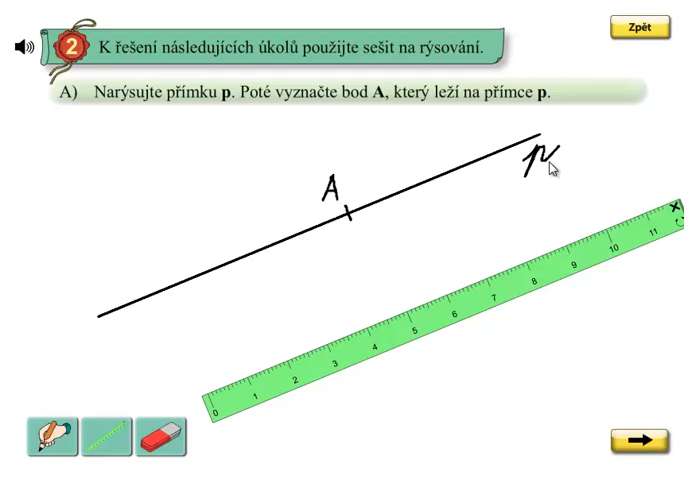 Zpět
2 K řešení následujících úkolů použijte sešit na rýsování.
A) Narýsujte přímku p. Poté vyznačte bod A, který leží na přímce p.
A
p
0 1 2 3 4 5 6 7 8 9 10 11